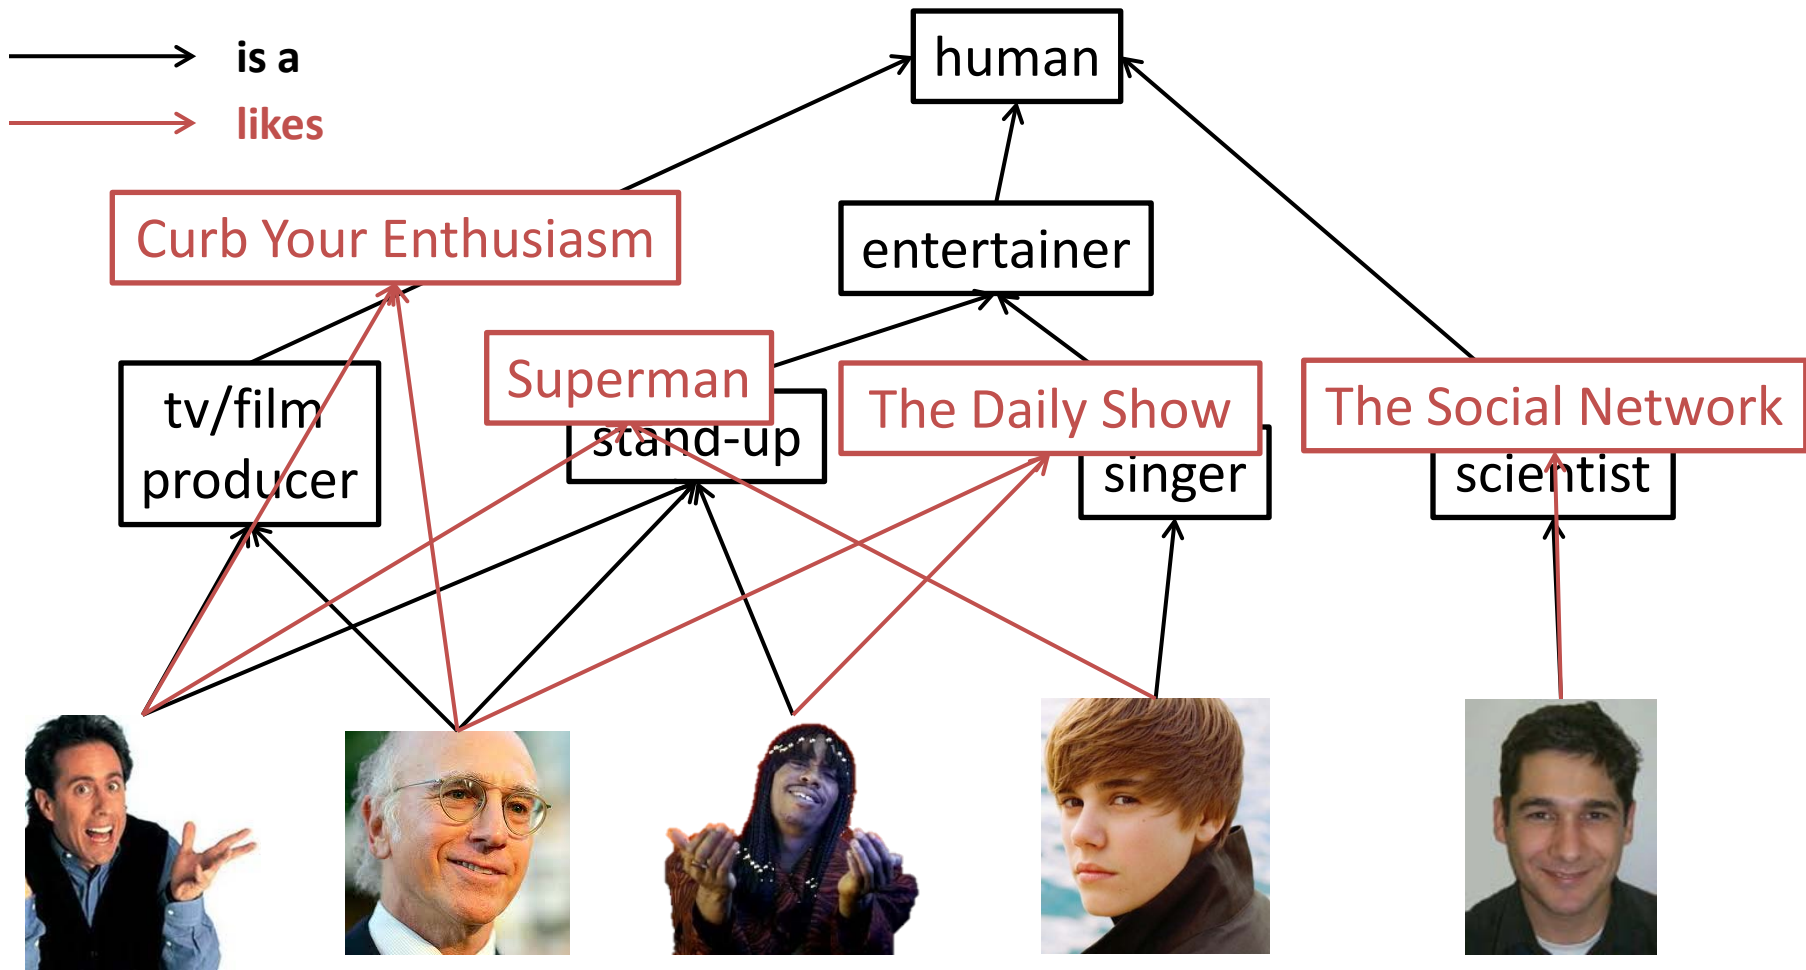 is a
likes
human
Curb Your Enthusiasm
entertainer
tv/film
producer
Superman
stand-up
The Daily Show
singer
The Social Network
scientist